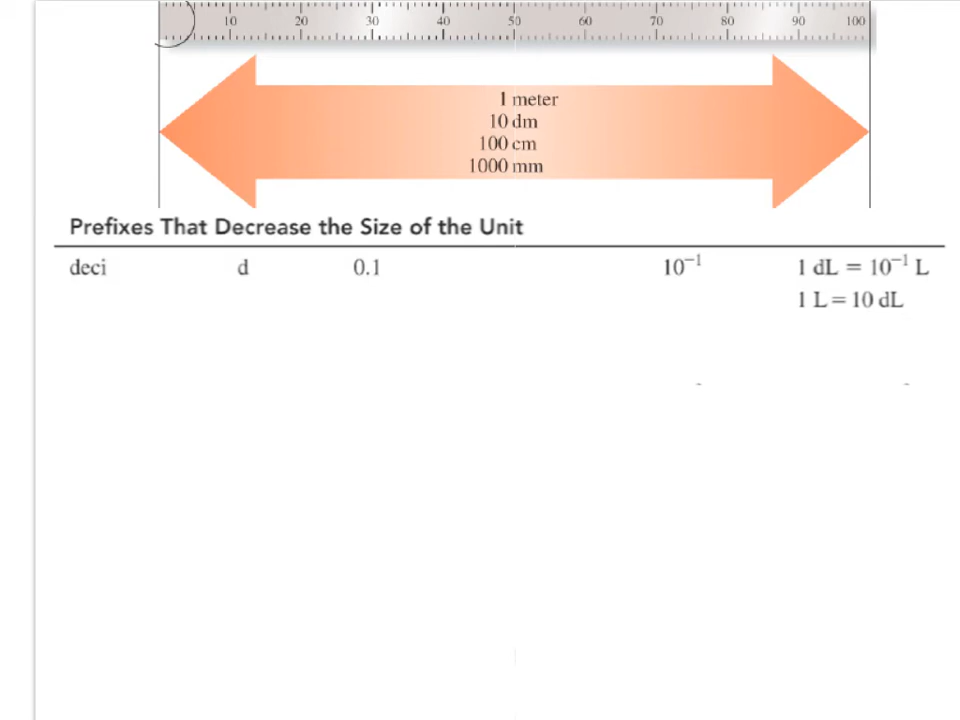 10 20 30 40 50 60 70 80 90 100
1 meter
10 dm
100 cm
1000 mm
Prefixes That Decrease the Size of the Unit
deci d 0.1 10⁻¹ 1 dL = 10⁻¹ L
1 L = 10 dL